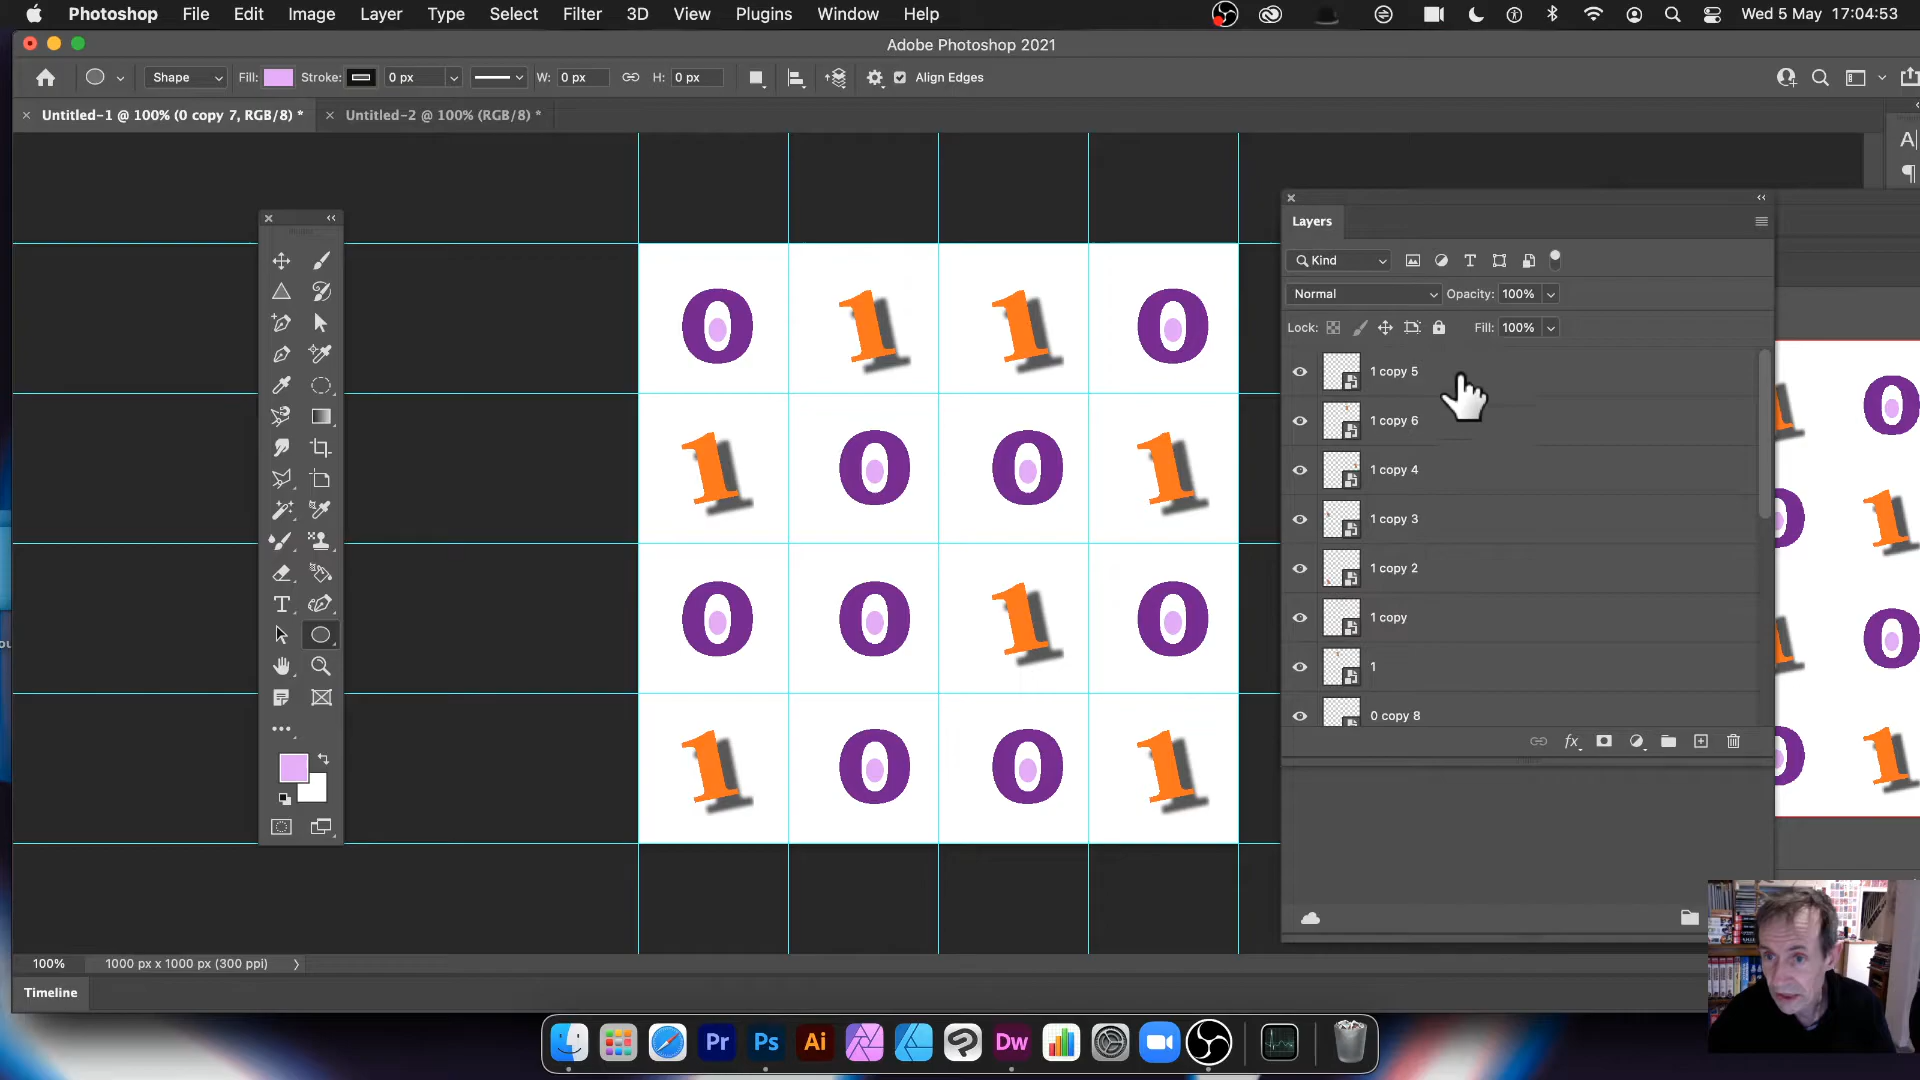 Photoshop File Edit Image Layer Type Select Filter 3D View Plugins Window Help Wed 5 May 17:04:53
Adobe Photoshop 2021
Shape Fill: Stroke: 0 px W: 0 px H: 0 px Align Edges
× Untitled-1 @ 100% (0 copy 7, RGB/8) * × Untitled-2 @ 100% (RGB/8) *
Layers
Kind
Normal Opacity: 100%
Lock: Fill: 100%
1 copy 5
1 copy 6
1 copy 4
1 copy 3
1 copy 2
1 copy
1
0 copy 8
fx
0 1 1 0
1 0 0 1
0 0 1 0
1 0 0 1
100% 1000 px x 1000 px (300 ppi)
Timeline
Pr Ps Ai Dw